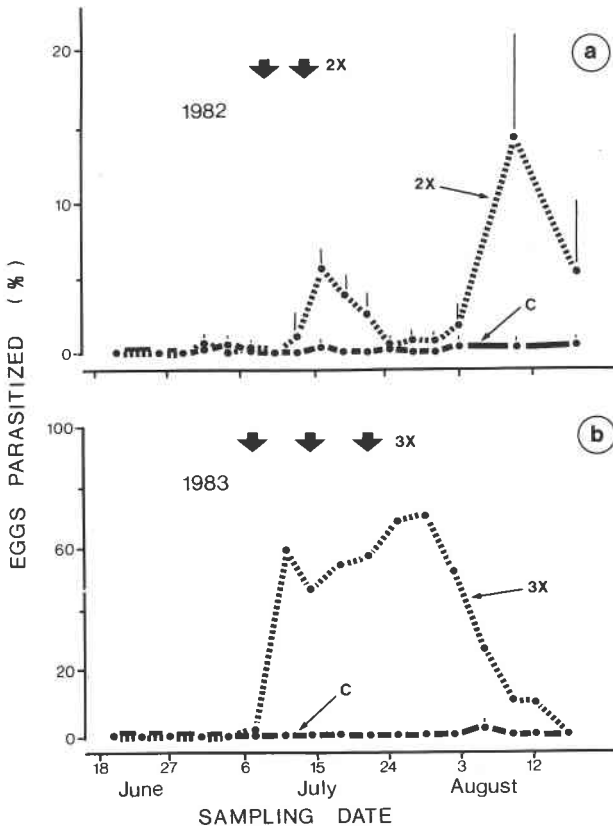 20
2X
a
1982
2X
10
C
0
EGGS PARASITIZED (%)
100
3X
b
1983
60
3X
20
C
0
18 27 6 15 24 3 12
June July August
SAMPLING DATE